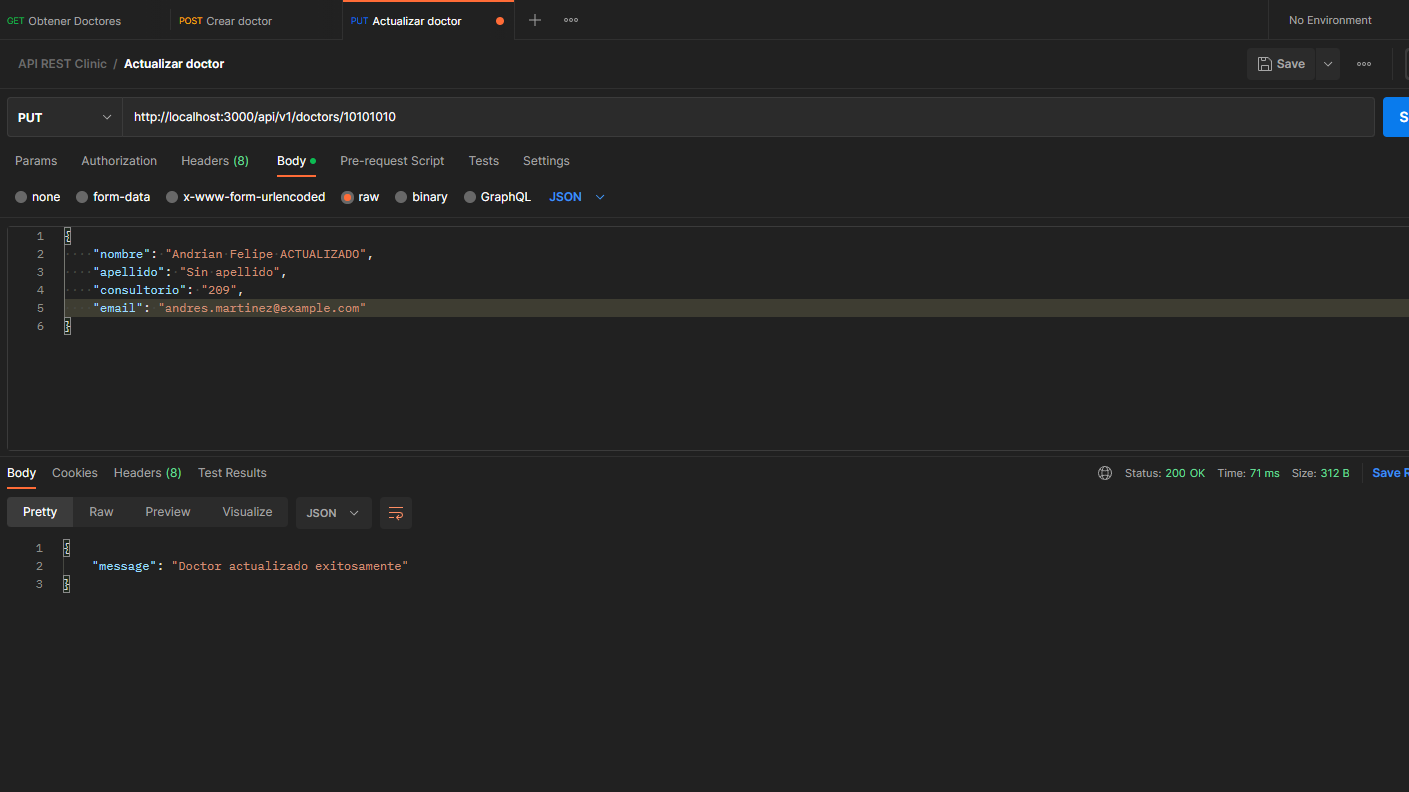 GET Obtener Doctores
POST Crear doctor
PUT Actualizar doctor
No Environment
API REST Clinic / Actualizar doctor
Save
PUT
http://localhost:3000/api/v1/doctors/10101010
S
Params Authorization Headers (8) Body Pre-request Script Tests Settings
none form-data x-www-form-urlencoded raw binary GraphQL JSON
1 {
2 "nombre": "Andrian Felipe ACTUALIZADO",
3 "apellido": "Sin apellido",
4 "consultorio": "209",
5 "email": "andres.martinez@example.com"
6 }
Body Cookies Headers (8) Test Results
Status: 200 OK Time: 71 ms Size: 312 B Save R
Pretty Raw Preview Visualize JSON
1 {
2 "message": "Doctor actualizado exitosamente"
3 }